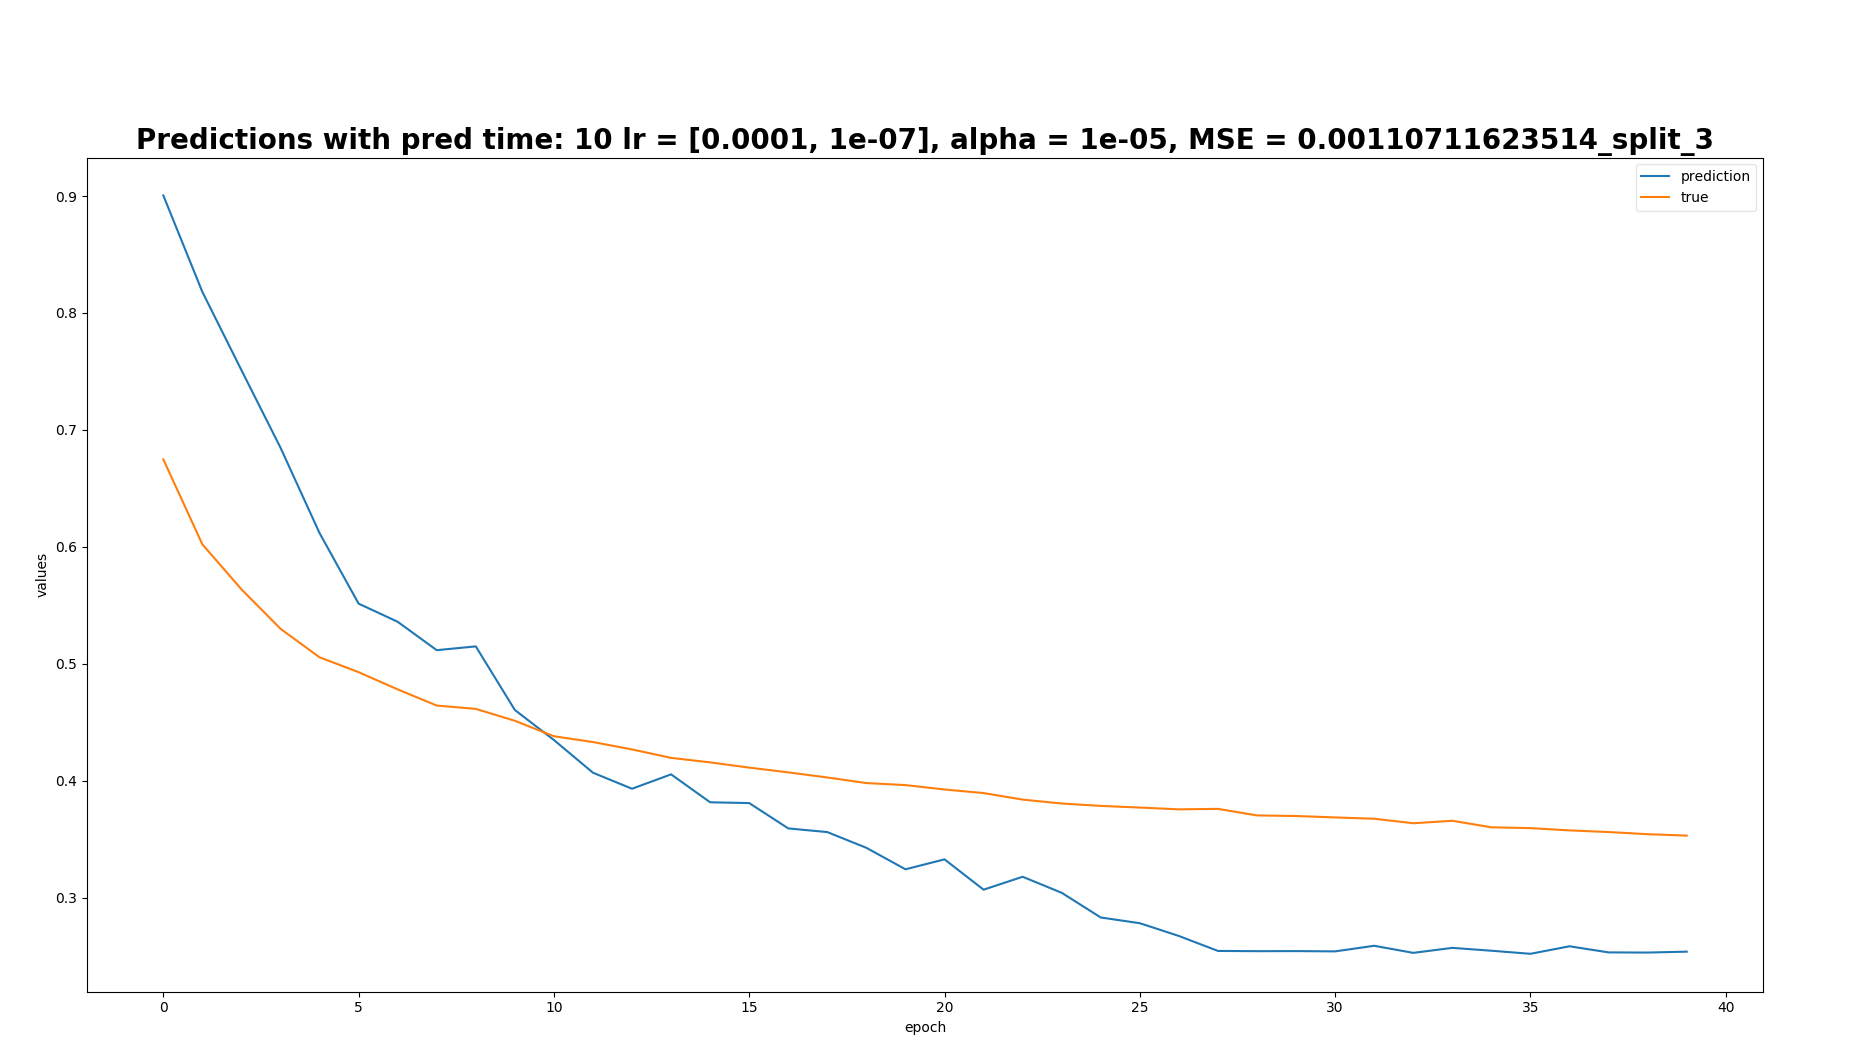 Predictions with pred time: 10 lr = [0.0001, 1e-07], alpha = 1e-05, MSE = 0.00110711623514_split_3
prediction
true
0.9
0.8
0.7
0.6
0.5
0.4
0.3
values
0 5 10 15 20 25 30 35 40
epoch